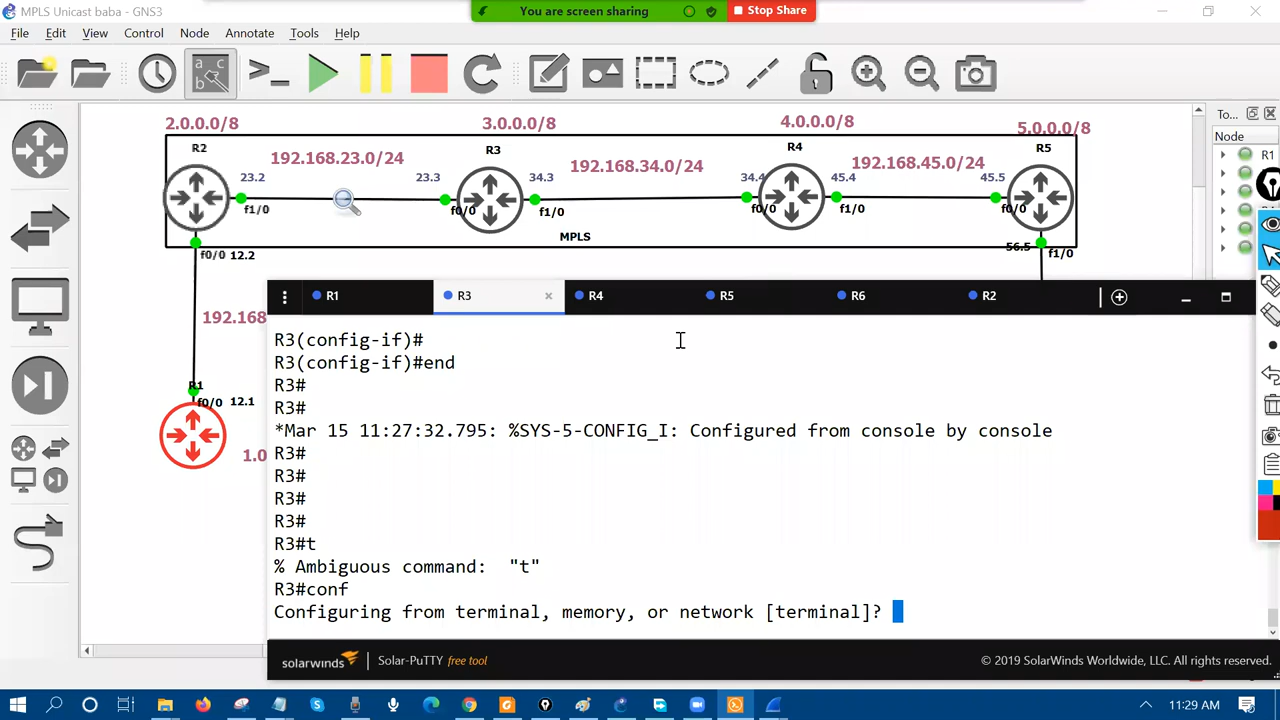 MPLS Unicast baba - GNS3
You are screen sharing
Stop Share
File Edit View Control Node Annotate Tools Help
2.0.0.0/8
3.0.0.0/8
4.0.0.0/8
5.0.0.0/8
To...
Node
R1
R2
R3
R4
R5
192.168.23.0/24
192.168.34.0/24
192.168.45.0/24
23.2
23.3
34.3
34.4
45.4
45.5
f1/0
f0/0
f1/0
f0/0
f1/0
f0/0
MPLS
f0/0 12.2
56.5
f1/0
192.168
R1
f0/0 12.1
1.0
R1 R3 R4 R5 R6 R2
R3(config-if)#
R3(config-if)#end
R3#
R3#
*Mar 15 11:27:32.795: %SYS-5-CONFIG_I: Configured from console by console
R3#
R3#
R3#
R3#
R3#t
% Ambiguous command:  "t"
R3#conf
Configuring from terminal, memory, or network [terminal]?
solarwinds Solar-PuTTY free tool
© 2019 SolarWinds Worldwide, LLC. All rights reserved.
11:29 AM